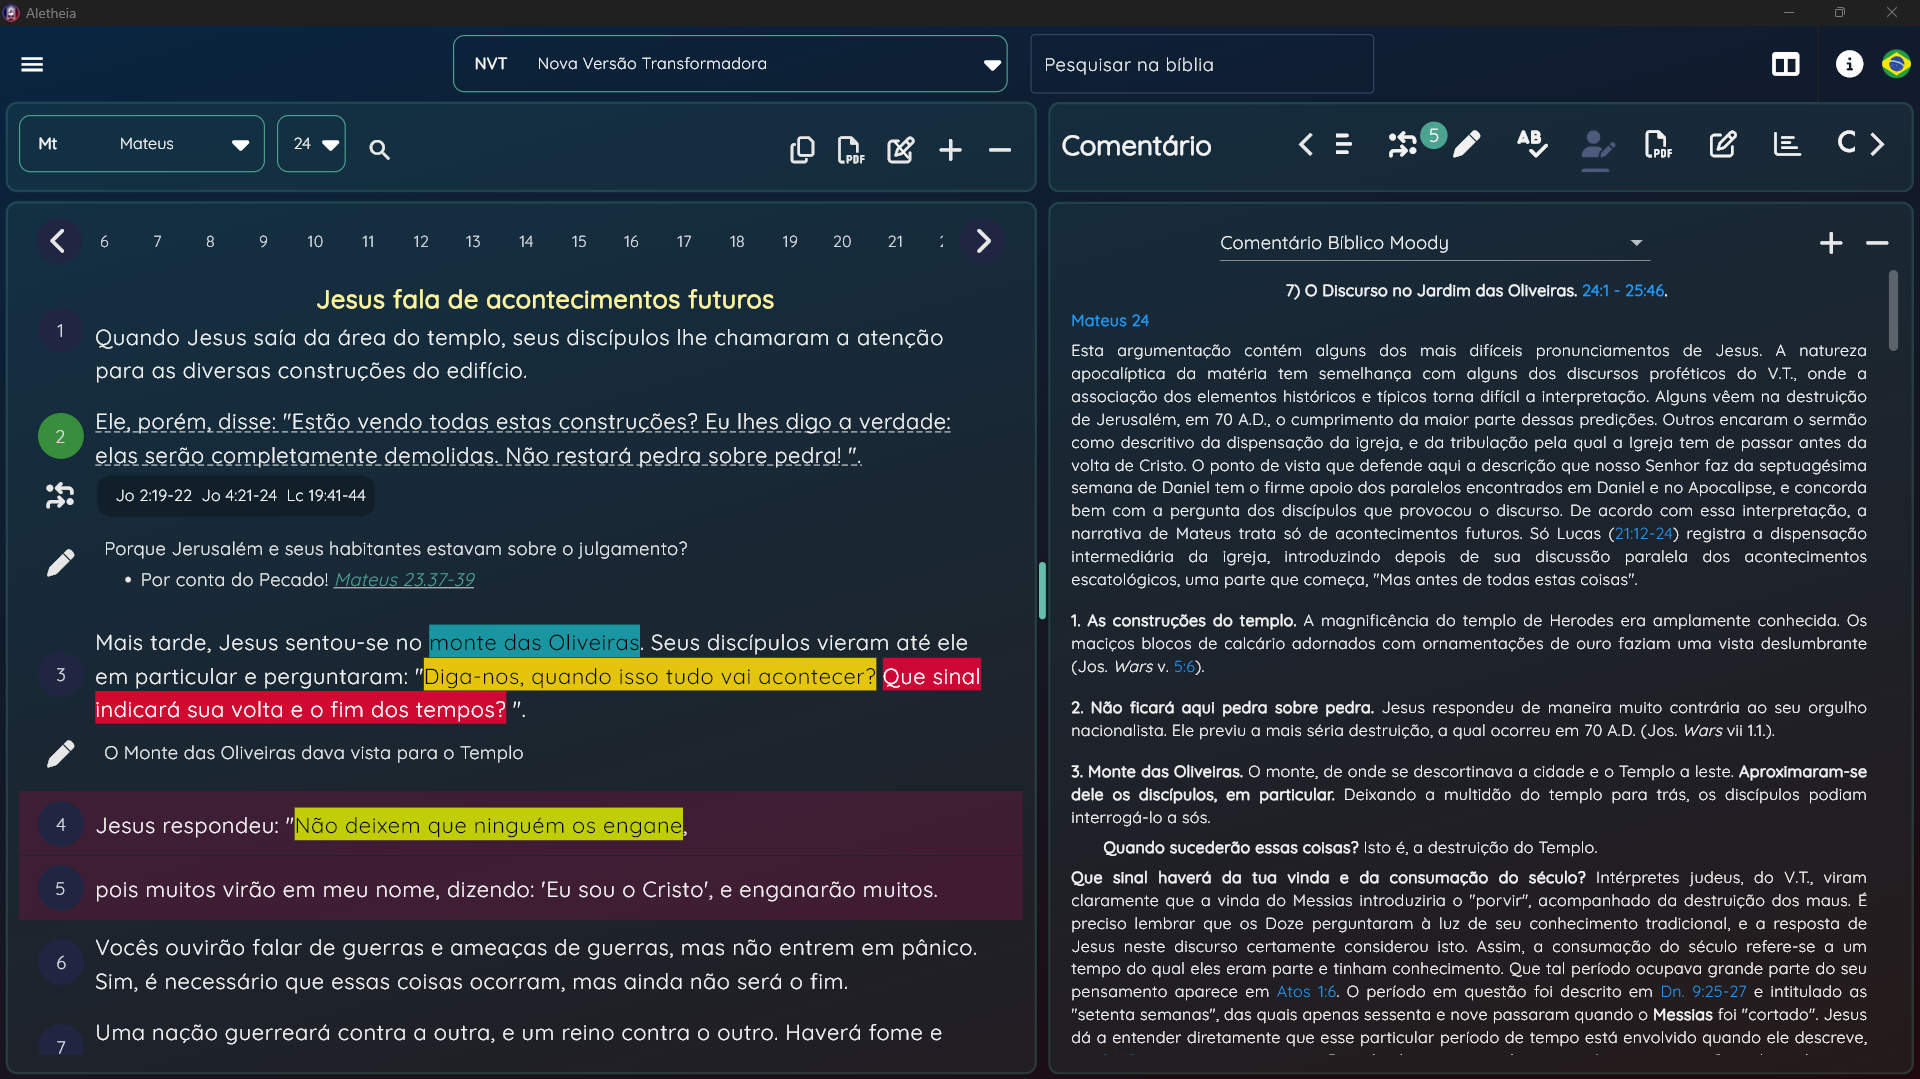 Aletheia
NVT Nova Versão Transformadora
Pesquisar na bíblia
Mt Mateus
24
PDF
Comentário
5
AB
PDF
6 7 8 9 10 11 12 13 14 15 16 17 18 19 20 21
Jesus fala de acontecimentos futuros
1
Quando Jesus saía da área do templo, seus discípulos lhe chamaram a atenção
para as diversas construções do edifício.
2
Ele, porém, disse: "Estão vendo todas estas construções? Eu lhes digo a verdade:
elas serão completamente demolidas. Não restará pedra sobre pedra! ".
Jo 2:19-22 Jo 4:21-24 Lc 19:41-44
Porque Jerusalém e seus habitantes estavam sobre o julgamento?
• Por conta do Pecado! Mateus 23.37-39
Mais tarde, Jesus sentou-se no monte das Oliveiras. Seus discípulos vieram até ele
3
em particular e perguntaram: "Diga-nos, quando isso tudo vai acontecer? Que sinal
indicará sua volta e o fim dos tempos? ".
O Monte das Oliveiras dava vista para o Templo
4 Jesus respondeu: "Não deixem que ninguém os engane,
5 pois muitos virão em meu nome, dizendo: 'Eu sou o Cristo', e enganarão muitos.
6
Vocês ouvirão falar de guerras e ameaças de guerras, mas não entrem em pânico.
Sim, é necessário que essas coisas ocorram, mas ainda não será o fim.
7
Uma nação guerreará contra a outra, e um reino contra o outro. Haverá fome e
Comentário Bíblico Moody
7) O Discurso no Jardim das Oliveiras. 24:1 - 25:46.
Mateus 24
Esta argumentação contém alguns dos mais difíceis pronunciamentos de Jesus. A natureza
apocalíptica da matéria tem semelhança com alguns dos discursos proféticos do V.T., onde a
associação dos elementos históricos e típicos torna difícil a interpretação. Alguns vêem na destruição
de Jerusalém, em 70 A.D., o cumprimento da maior parte dessas predições. Outros encaram o sermão
como descritivo da dispensação da igreja, e da tribulação pela qual a Igreja tem de passar antes da
volta de Cristo. O ponto de vista que defende aqui a descrição que nosso Senhor faz da septuagésima
semana de Daniel tem o firme apoio dos paralelos encontrados em Daniel e no Apocalipse, e concorda
bem com a pergunta dos discípulos que provocou o discurso. De acordo com essa interpretação, a
narrativa de Mateus trata só de acontecimentos futuros. Só Lucas (21:12-24) registra a dispensação
intermediária da igreja, introduzindo depois de sua discussão paralela dos acontecimentos
escatológicos, uma parte que começa, "Mas antes de todas estas coisas".
1. As construções do templo. A magnificência do templo de Herodes era amplamente conhecida. Os
maciços blocos de calcário adornados com ornamentações de ouro faziam uma vista deslumbrante
(Jos. Wars v. 5:6).
2. Não ficará aqui pedra sobre pedra. Jesus respondeu de maneira muito contrária ao seu orgulho
nacionalista. Ele previu a mais séria destruição, a qual ocorreu em 70 A.D. (Jos. Wars vii 1.1.).
3. Monte das Oliveiras. O monte, de onde se descortinava a cidade e o Templo a leste. Aproximaram-se
dele os discípulos, em particular. Deixando a multidão do templo para trás, os discípulos podiam
interrogá-lo a sós.
Quando sucederão essas coisas? Isto é, a destruição do Templo.
Que sinal haverá da tua vinda e da consumação do século? Intérpretes judeus, do V.T., viram
claramente que a vinda do Messias introduziria o "porvir", acompanhado da destruição dos maus. É
preciso lembrar que os Doze perguntaram à luz de seu conhecimento tradicional, e a resposta de
Jesus neste discurso certamente considerou isto. Assim, a consumação do século refere-se a um
tempo do qual eles eram parte e tinham conhecimento. Que tal período ocupava grande parte do seu
pensamento aparece em Atos 1:6. O período em questão foi descrito em Dn. 9:25-27 e intitulado as
"setenta semanas", das quais apenas sessenta e nove passaram quando o Messias foi "cortado". Jesus
dá a entender diretamente que esse particular período de tempo está envolvido quando ele descreve,